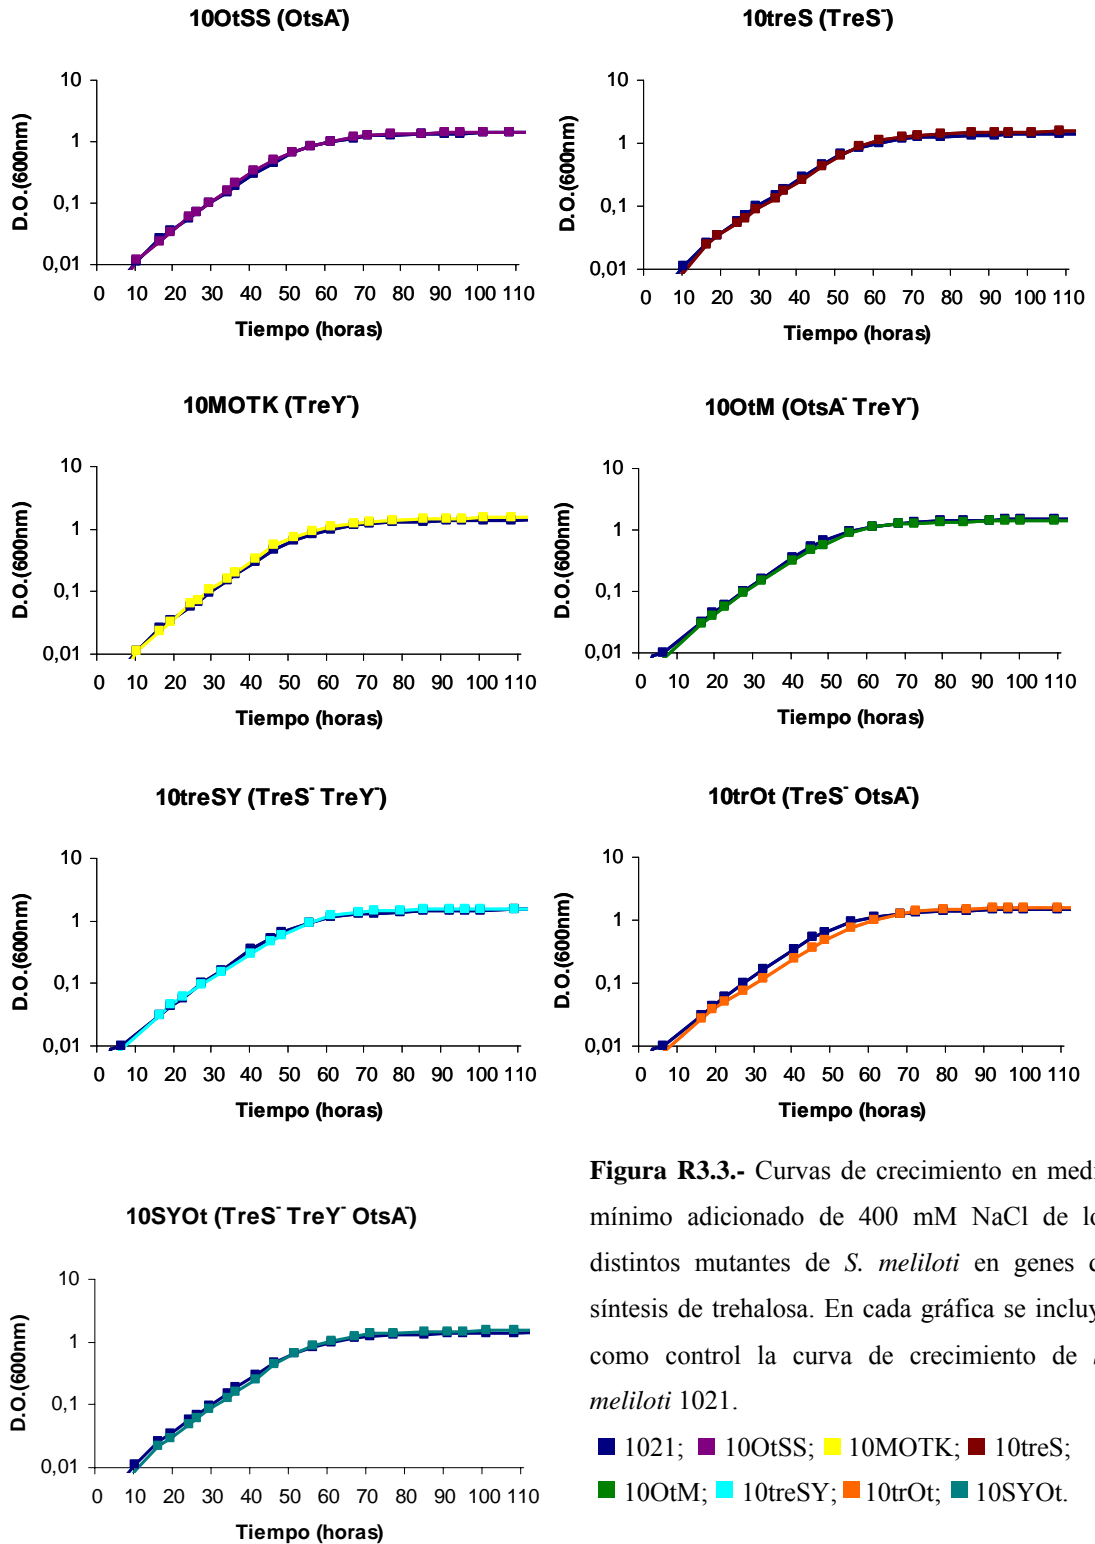 10OtSS (OtsA-)
10treS (TreS-)
10
1
0,1
0,01
D.O.(600nm)
0 10 20 30 40 50 60 70 80 90 100 110
Tiempo (horas)
10
1
0,1
0,01
D.O.(600nm)
0 10 20 30 40 50 60 70 80 90 100 110
Tiempo (horas)
10MOTK (TreY-)
10OtM (OtsA- TreY-)
10
1
0,1
0,01
D.O.(600nm)
0 10 20 30 40 50 60 70 80 90 100 110
Tiempo (horas)
10
1
0,1
0,01
D.O.(600nm)
0 10 20 30 40 50 60 70 80 90 100 110
Tiempo (horas)
10treSY (TreS- TreY-)
10trOt (TreS- OtsA-)
10
1
0,1
0,01
D.O.(600nm)
0 10 20 30 40 50 60 70 80 90 100 110
Tiempo (horas)
10
1
0,1
0,01
D.O.(600nm)
0 10 20 30 40 50 60 70 80 90 100 110
Tiempo (horas)
10SYOt (TreS- TreY- OtsA-)
10
1
0,1
0,01
D.O.(600nm)
0 10 20 30 40 50 60 70 80 90 100 110
Tiempo (horas)
Figura R3.3.- Curvas de crecimiento en medi
mínimo adicionado de 400 mM NaCl de lo
distintos mutantes de S. meliloti en genes d
síntesis de trehalosa. En cada gráfica se incluy
como control la curva de crecimiento de
meliloti 1021.
1021; 10OtSS; 10MOTK; 10treS;
10OtM; 10treSY; 10trOt; 10SYOt.